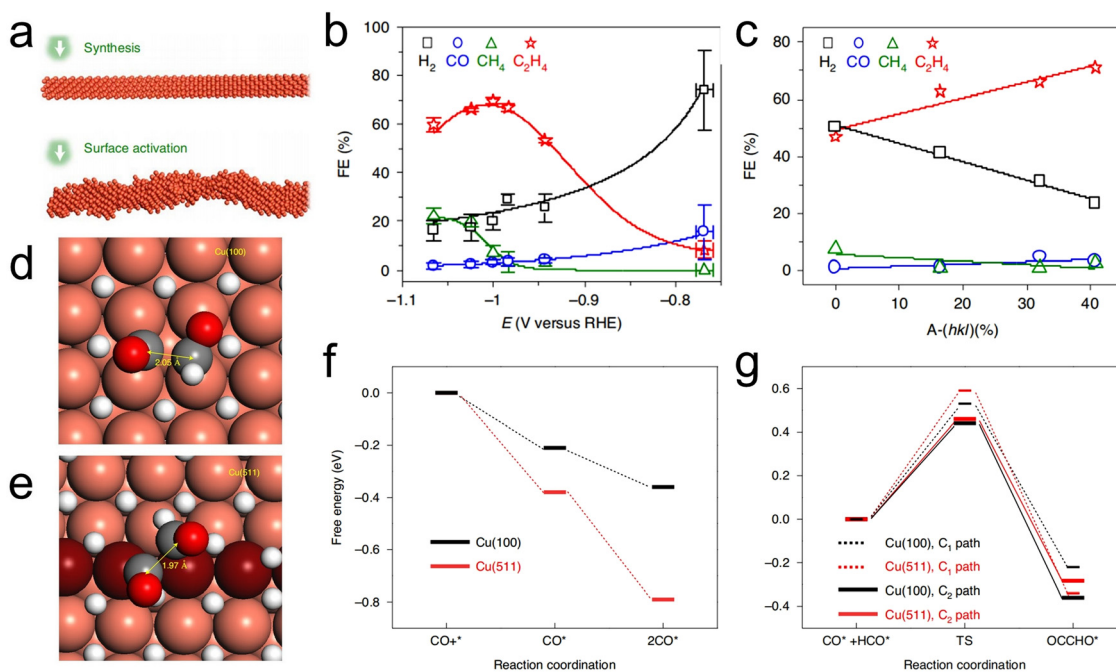 a
Synthesis
Surface activation
b
H2 CO CH4 C2H4
FE (%)
100
80
60
40
20
0
−1.1 −1 −0.9 −0.8
E (V versus RHE)
c
H2 CO CH4 C2H4
FE (%)
80
60
40
20
0
0 10 20 30 40
A-(hkl)(%)
d
Cu(100)
2.05 Å
e
Cu(511)
1.97 Å
f
Free energy (eV)
0.0
−0.2
−0.4
−0.6
−0.8
Cu(100)
Cu(511)
CO+* CO* 2CO*
Reaction coordination
g
0.6
0.4
0.2
0.0
−0.2
−0.4
Cu(100), C1 path
Cu(511), C1 path
Cu(100), C2 path
Cu(511), C2 path
CO* +HCO* TS OCCHO*
Reaction coordination